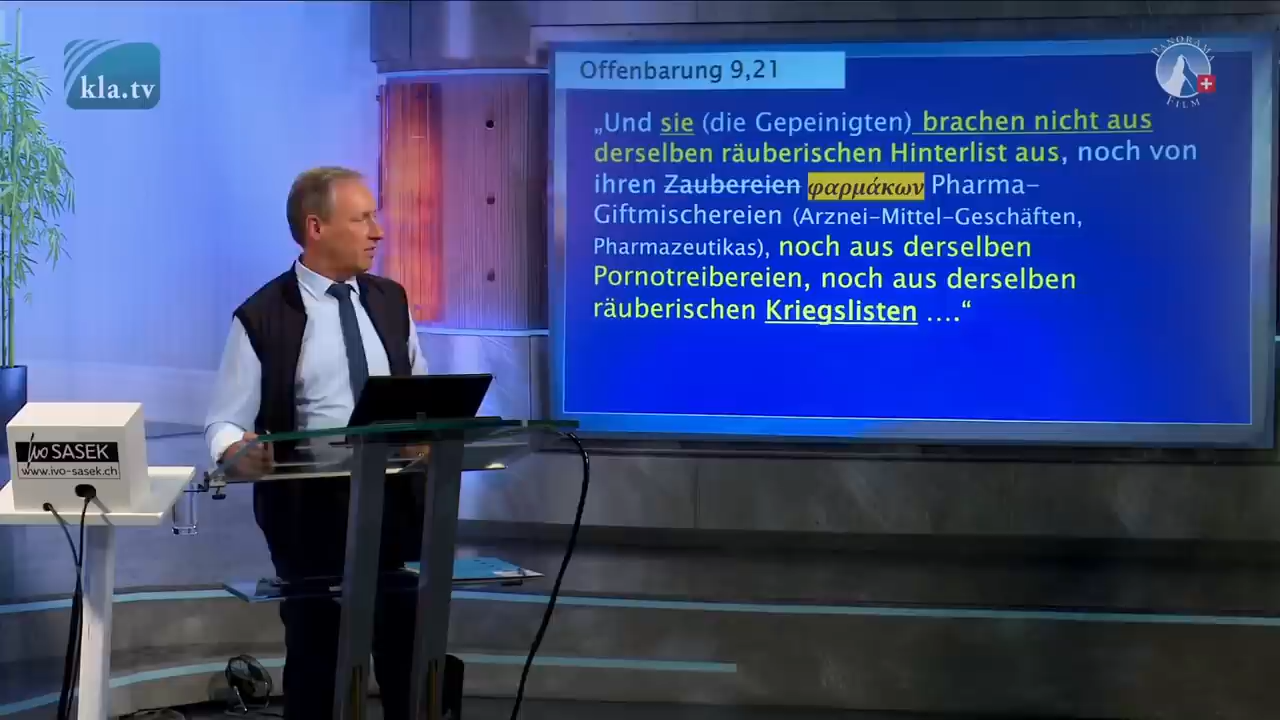 kla.tv
PANORAMA
FILM
Offenbarung 9,21
„Und sie (die Gepeinigten) brachen nicht aus
derselben räuberischen Hinterlist aus, noch von
ihren Zaubereien φαρμάκων Pharma-
Giftmischereien (Arznei-Mittel-Geschäften,
Pharmazeutikas), noch aus derselben
Pornotreibereien, noch aus derselben
räuberischen Kriegslisten ….“
Ivo SASEK
www.ivo-sasek.ch